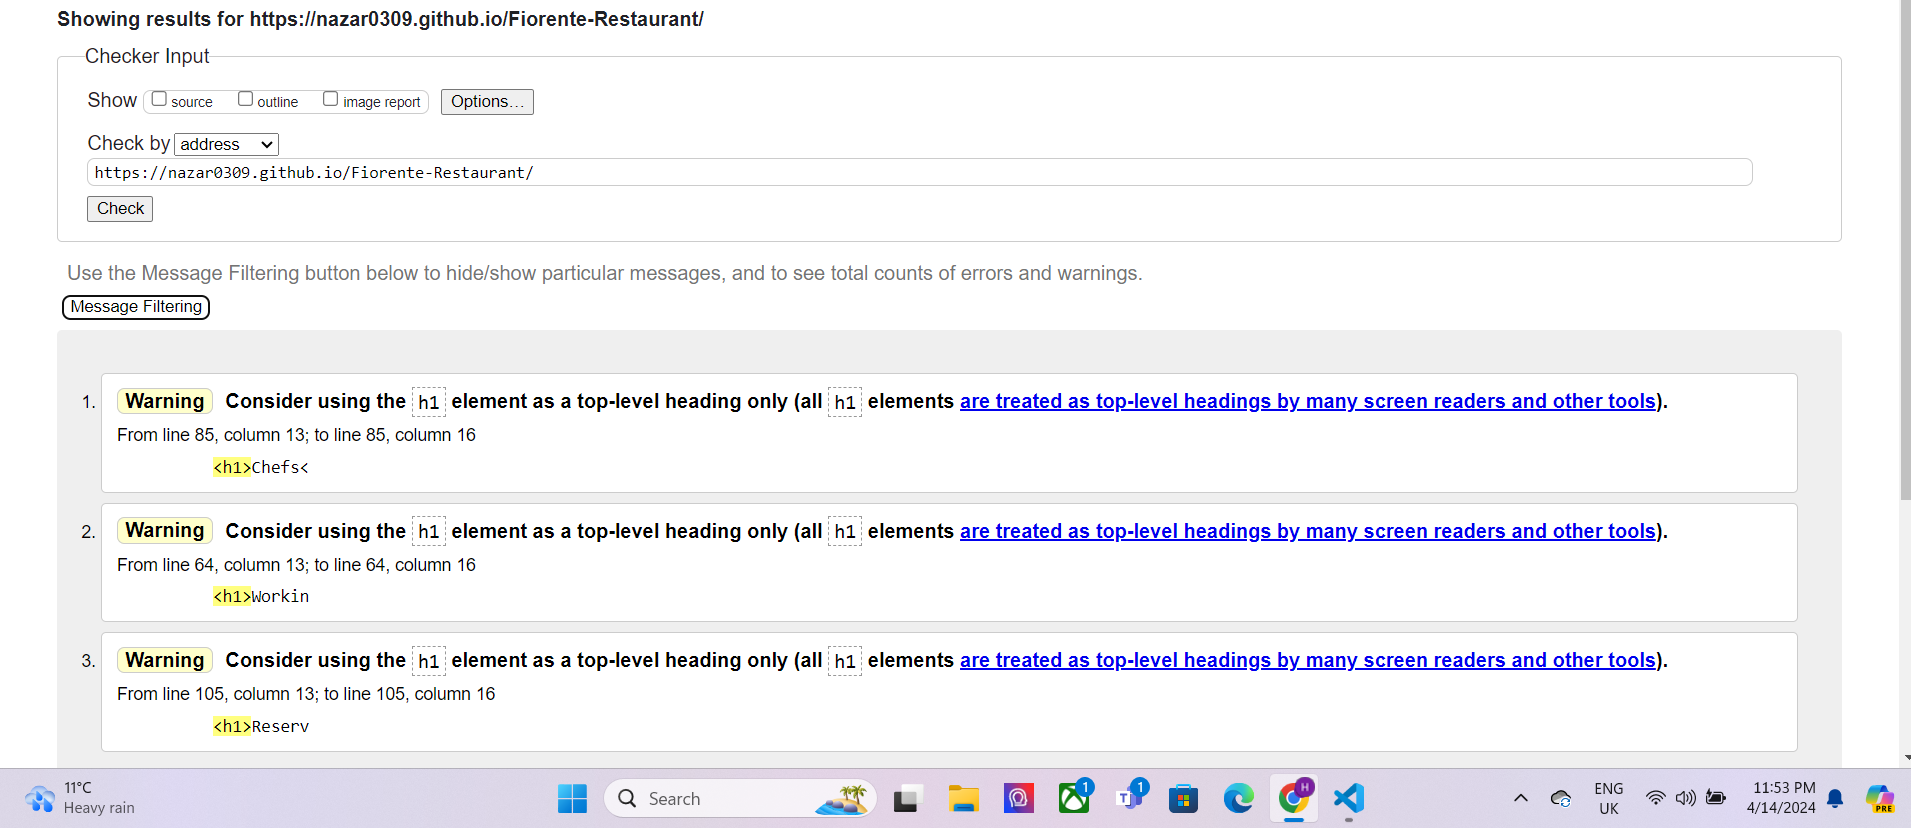 Showing results for https://nazar0309.github.io/Fiorente-Restaurant/
Checker Input
Show source outline image report Options...
Check by address
https://nazar0309.github.io/Fiorente-Restaurant/
Check
Use the Message Filtering button below to hide/show particular messages, and to see total counts of errors and warnings.
Message Filtering
1. Warning Consider using the h1 element as a top-level heading only (all h1 elements are treated as top-level headings by many screen readers and other tools).
From line 85, column 13; to line 85, column 16
<h1>Chefs<
2. Warning Consider using the h1 element as a top-level heading only (all h1 elements are treated as top-level headings by many screen readers and other tools).
From line 64, column 13; to line 64, column 16
<h1>Workin
3. Warning Consider using the h1 element as a top-level heading only (all h1 elements are treated as top-level headings by many screen readers and other tools).
From line 105, column 13; to line 105, column 16
<h1>Reserv
11°C
Heavy rain
Search
1
T
1
H
ENG
UK
11:53 PM
4/14/2024
PRE